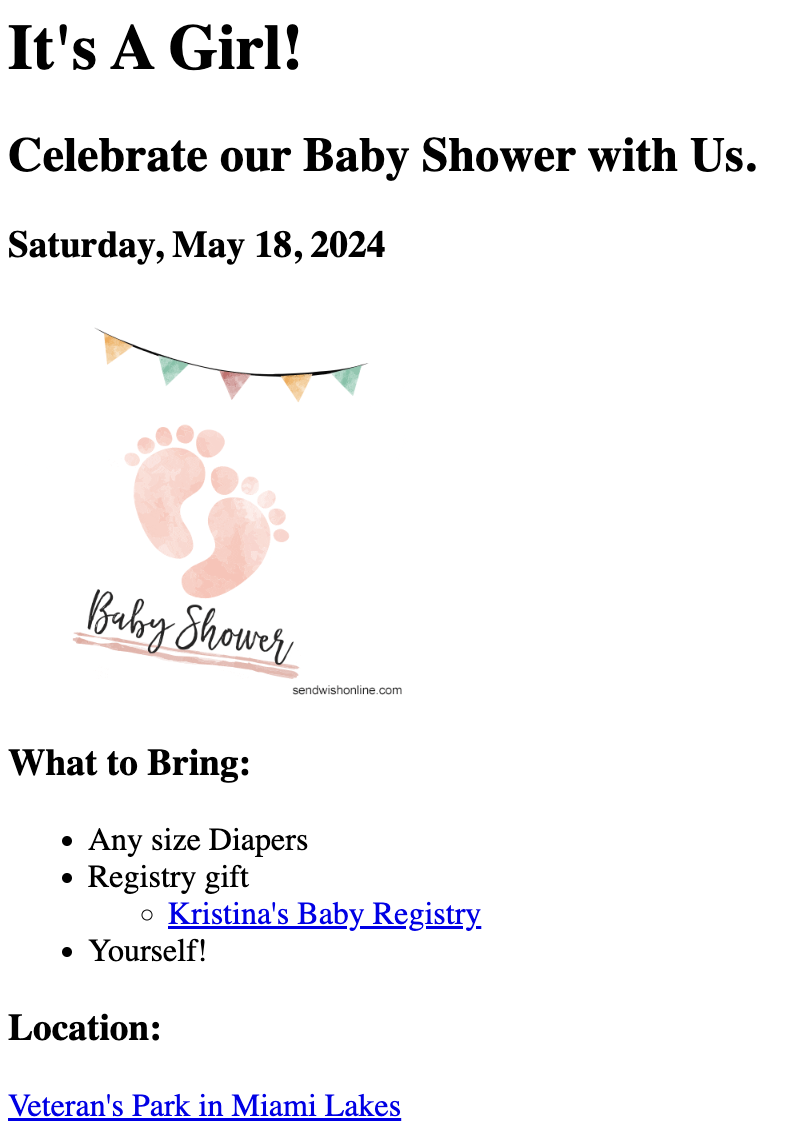 It's A Girl!
Celebrate our Baby Shower with Us.
Saturday, May 18, 2024
Baby Shower
sendwishonline.com
What to Bring:
Any size Diapers
Registry gift
Kristina's Baby Registry
Yourself!
Location:
Veteran's Park in Miami Lakes